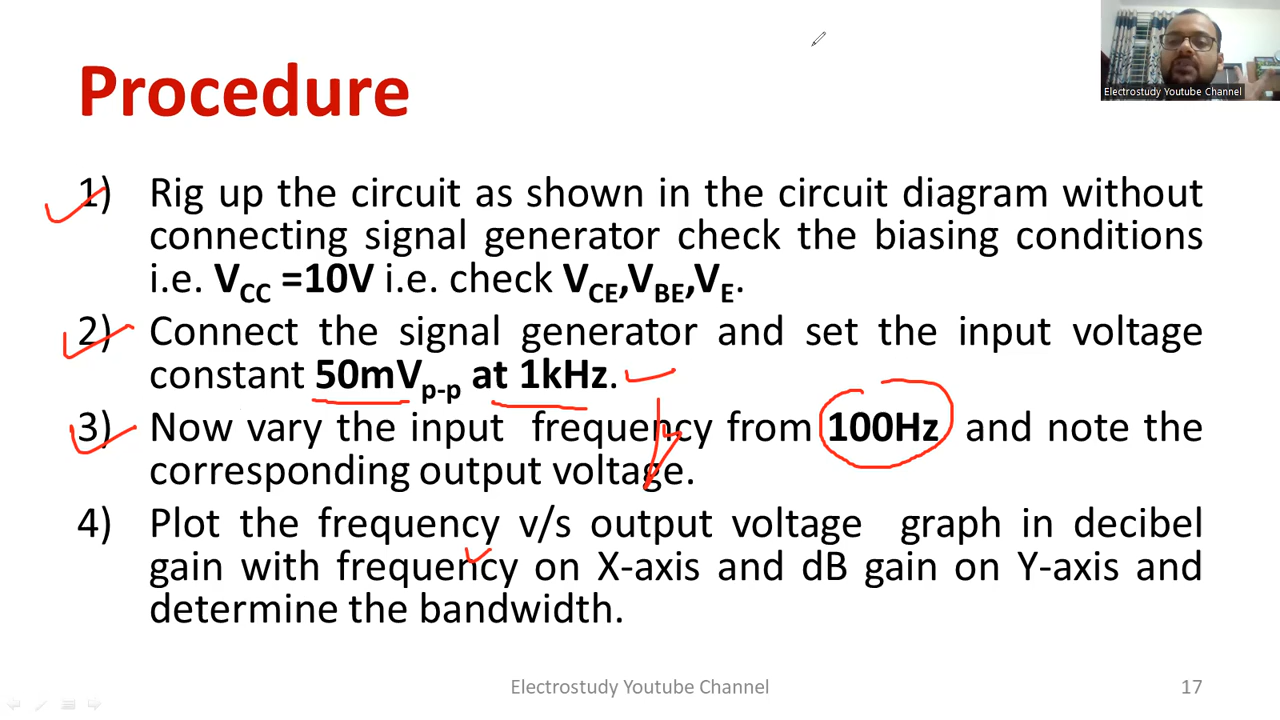 Electrostudy Youtube Channel
Procedure
1) Rig up the circuit as shown in the circuit diagram without
connecting signal generator check the biasing conditions
i.e. VCC =10V i.e. check VCE,VBE,VE.
2) Connect the signal generator and set the input voltage
constant 50mVp-p at 1kHz.
3) Now vary the input frequency from 100Hz and note the
corresponding output voltage.
4) Plot the frequency v/s output voltage graph in decibel
gain with frequency on X-axis and dB gain on Y-axis and
determine the bandwidth.
Electrostudy Youtube Channel
17